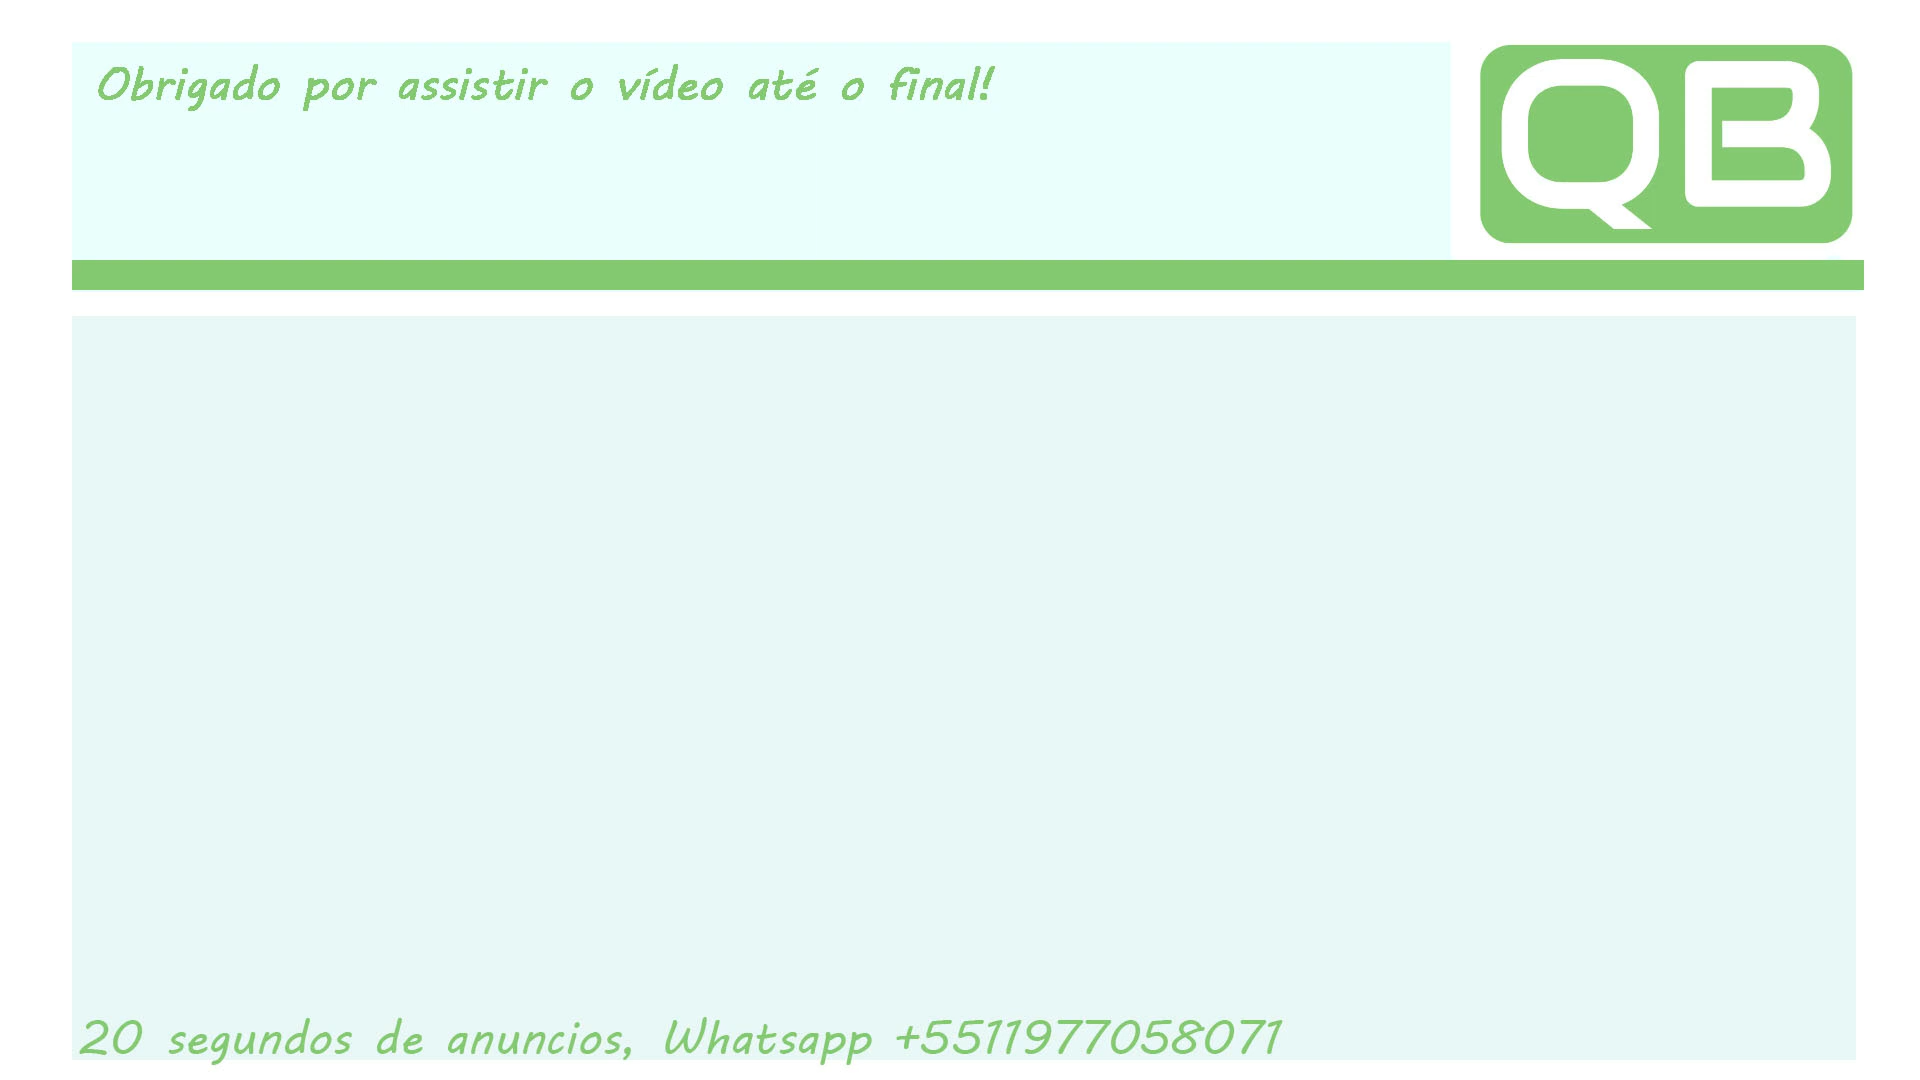 Obrigado por assistir o vídeo até o final!
QB
20 segundos de anuncios, Whatsapp +5511977058071